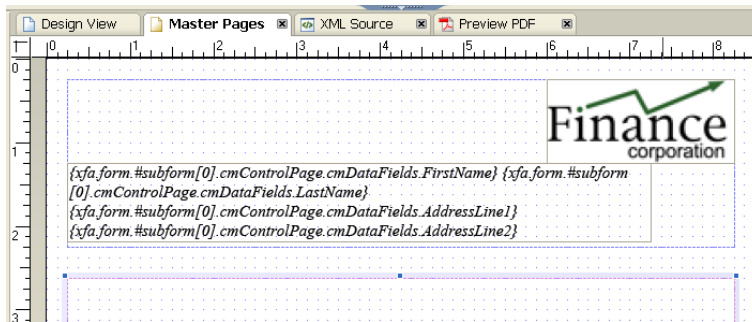 Design View Master Pages XML Source Preview PDF
0 1 2 3 4 5 6 7 8
0
Finance
1
corporation
{xfa.form.#subform[0].cmControlPage.cmDataFields.FirstName} {xfa.form.#subform
[0].cmControlPage.cmDataFields.LastName}
{xfa.form.#subform[0].cmControlPage.cmDataFields.AddressLine1}
2
{xfa.form.#subform[0].cmControlPage.cmDataFields.AddressLine2}
3